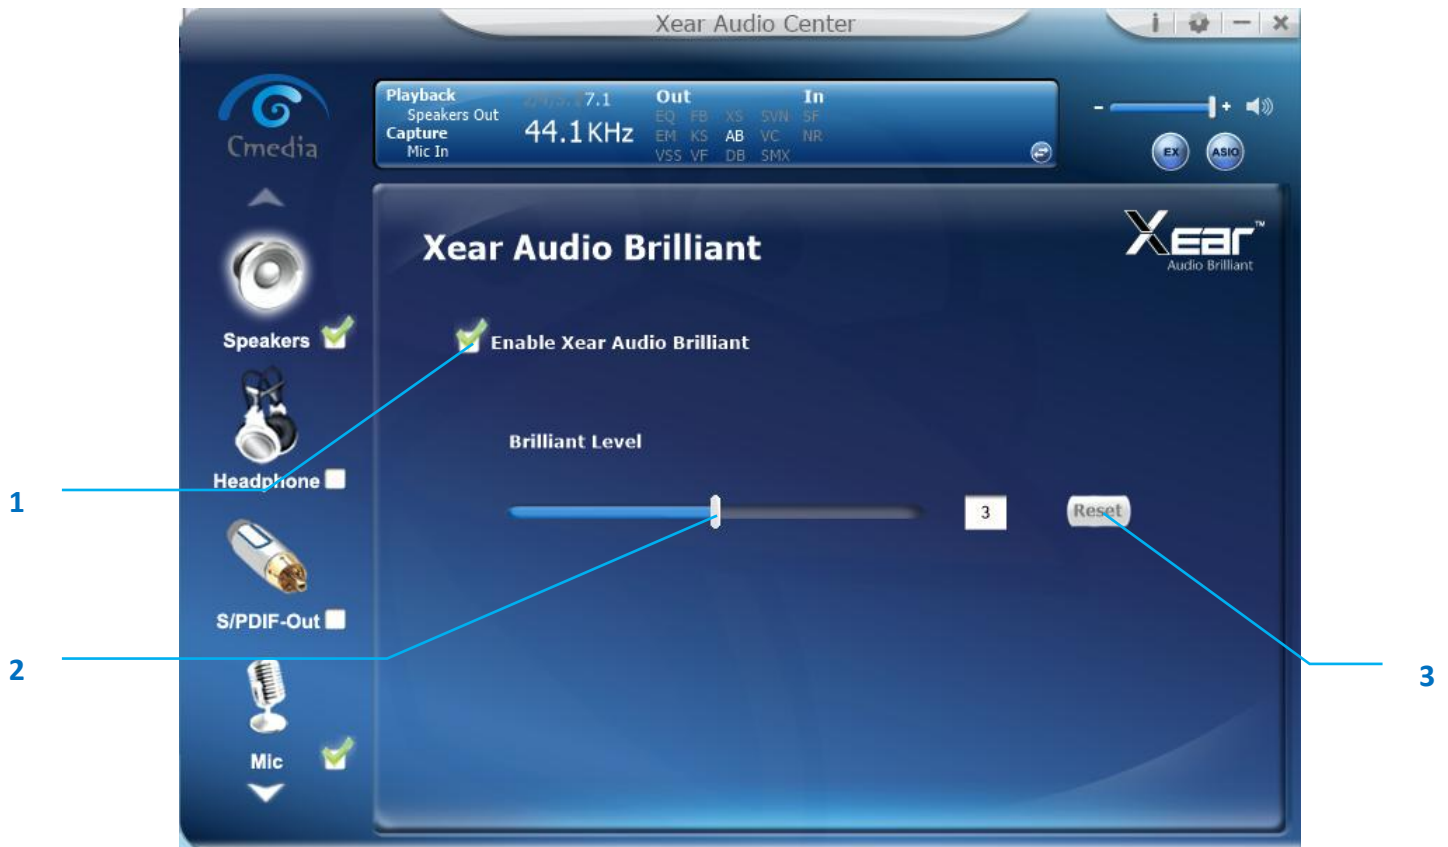 Xear Audio Center
i
Cmedia
Playback
Speakers Out
Capture
Mic In
7.1
44.1KHz
Out In
EQ FB XS SVN SF
EM KS AB VC NR
VSS VF DB SMX
- +
EX ASIO
Xear Audio Brilliant
Xear™
Audio Brilliant
Speakers
Enable Xear Audio Brilliant
Brilliant Level
Headphone
1
3
Reset
S/PDIF-Out
2
3
Mic